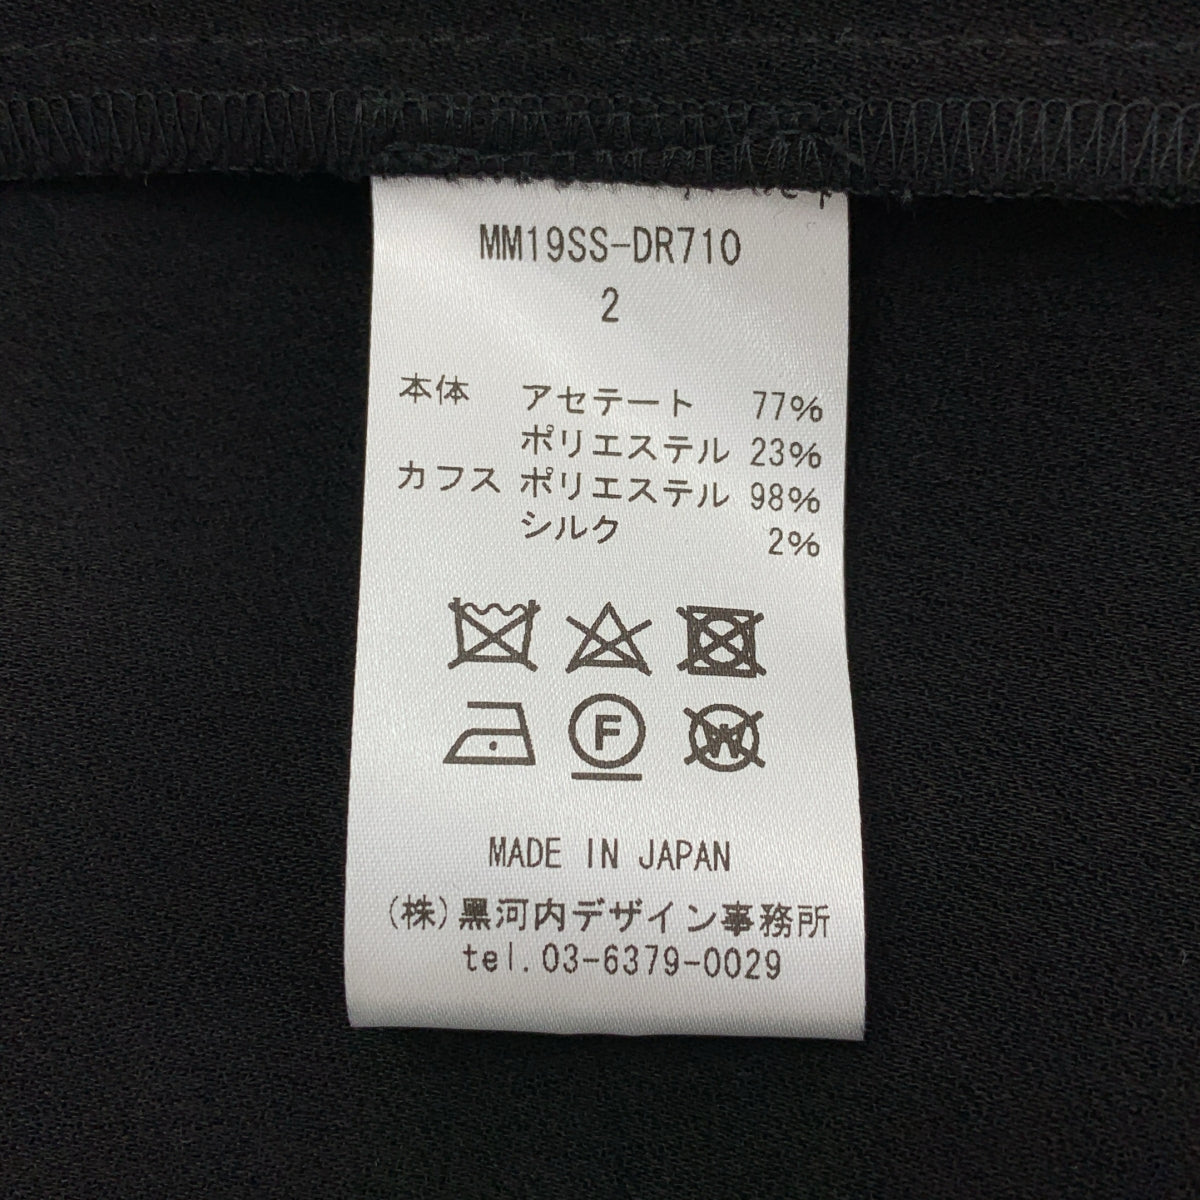 MM19SS-DR710
2
本体 アセテート 77%
ポリエステル 23%
カフス ポリエステル 98%
シルク 2%
F
W
MADE IN JAPAN
(株)黒河内デザイン事務所
tel.03-6379-0029